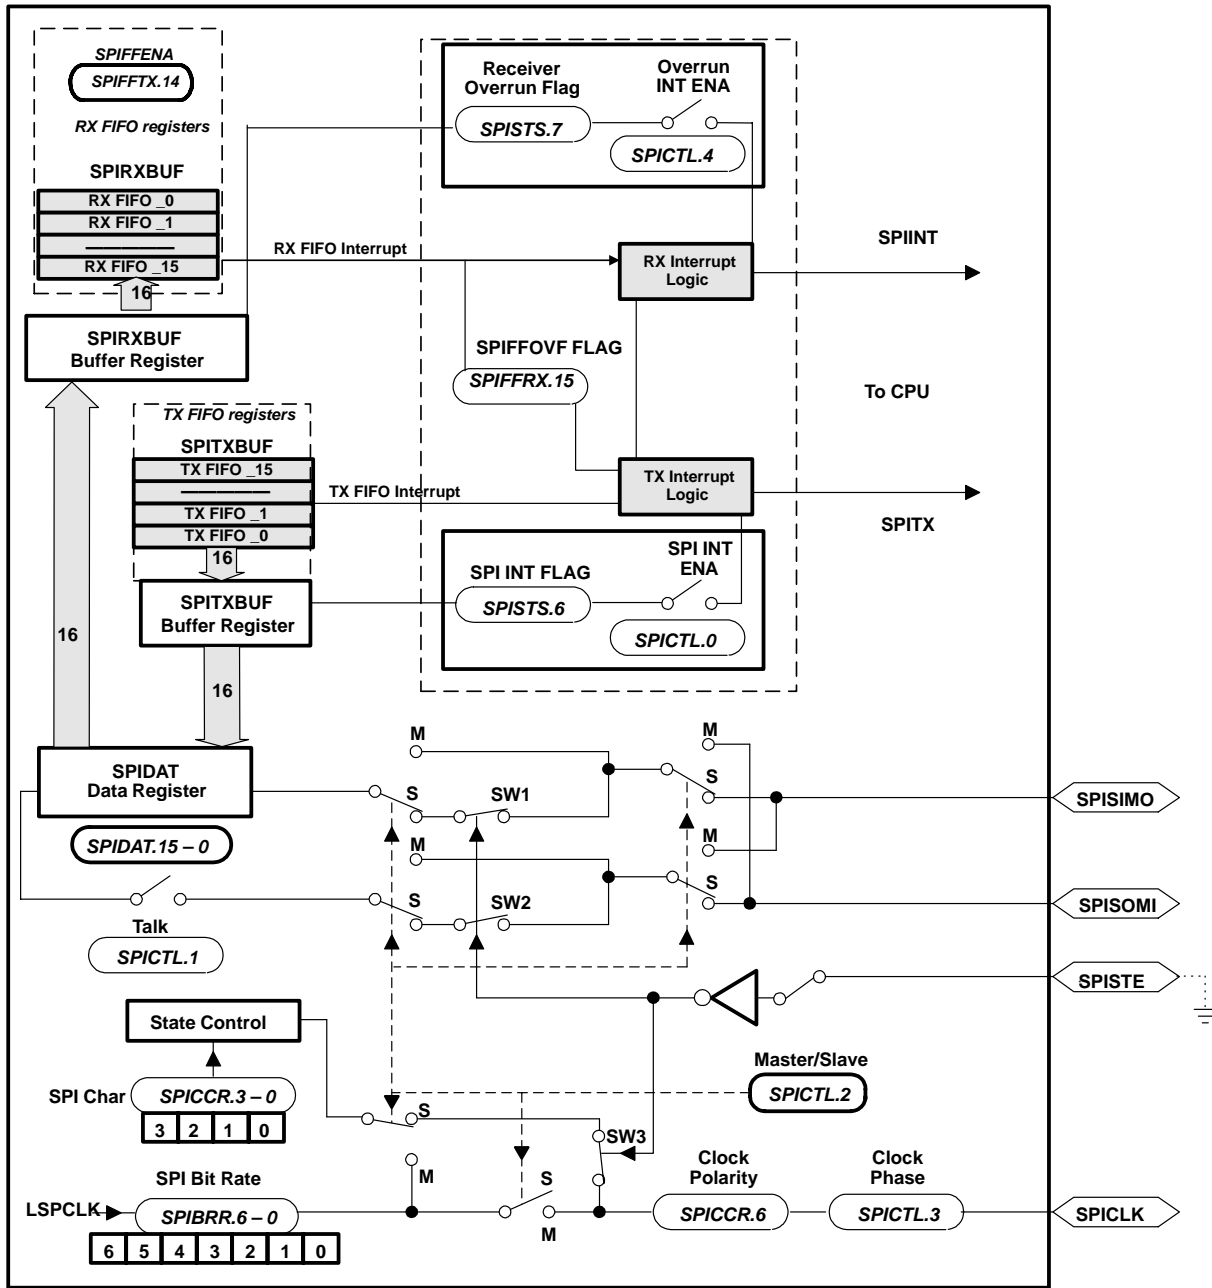 SPIFFENA
SPIFFTX.14
RX FIFO registers
SPIRXBUF
RX FIFO _0
RX FIFO _1
RX FIFO _15
16
SPIRXBUF
Buffer Register
Receiver
Overrun Flag
SPISTS.7
Overrun
INT ENA
SPICTL.4
RX FIFO Interrupt
RX Interrupt
Logic
SPIINT
SPIFFOVF FLAG
SPIFFRX.15
To CPU
TX FIFO registers
SPITXBUF
TX FIFO _15
TX FIFO _1
TX FIFO _0
16
TX FIFO Interrupt
TX Interrupt
Logic
SPITX
SPITXBUF
Buffer Register
SPI INT FLAG
SPISTS.6
SPI INT
ENA
SPICTL.0
16
16
SPIDAT
Data Register
SPIDAT.15 – 0
Talk
SPICTL.1
M
S
SW1
M
S
SW2
M
S
M
S
SPISIMO
SPISOMI
SPISTE
State Control
SPI Char
SPICCR.3 – 0
3 2 1 0
Master/Slave
SPICTL.2
S
M
SW3
S
M
SPI Bit Rate
LSPCLK
SPIBRR.6 – 0
6 5 4 3 2 1 0
Clock
Polarity
SPICCR.6
Clock
Phase
SPICTL.3
SPICLK